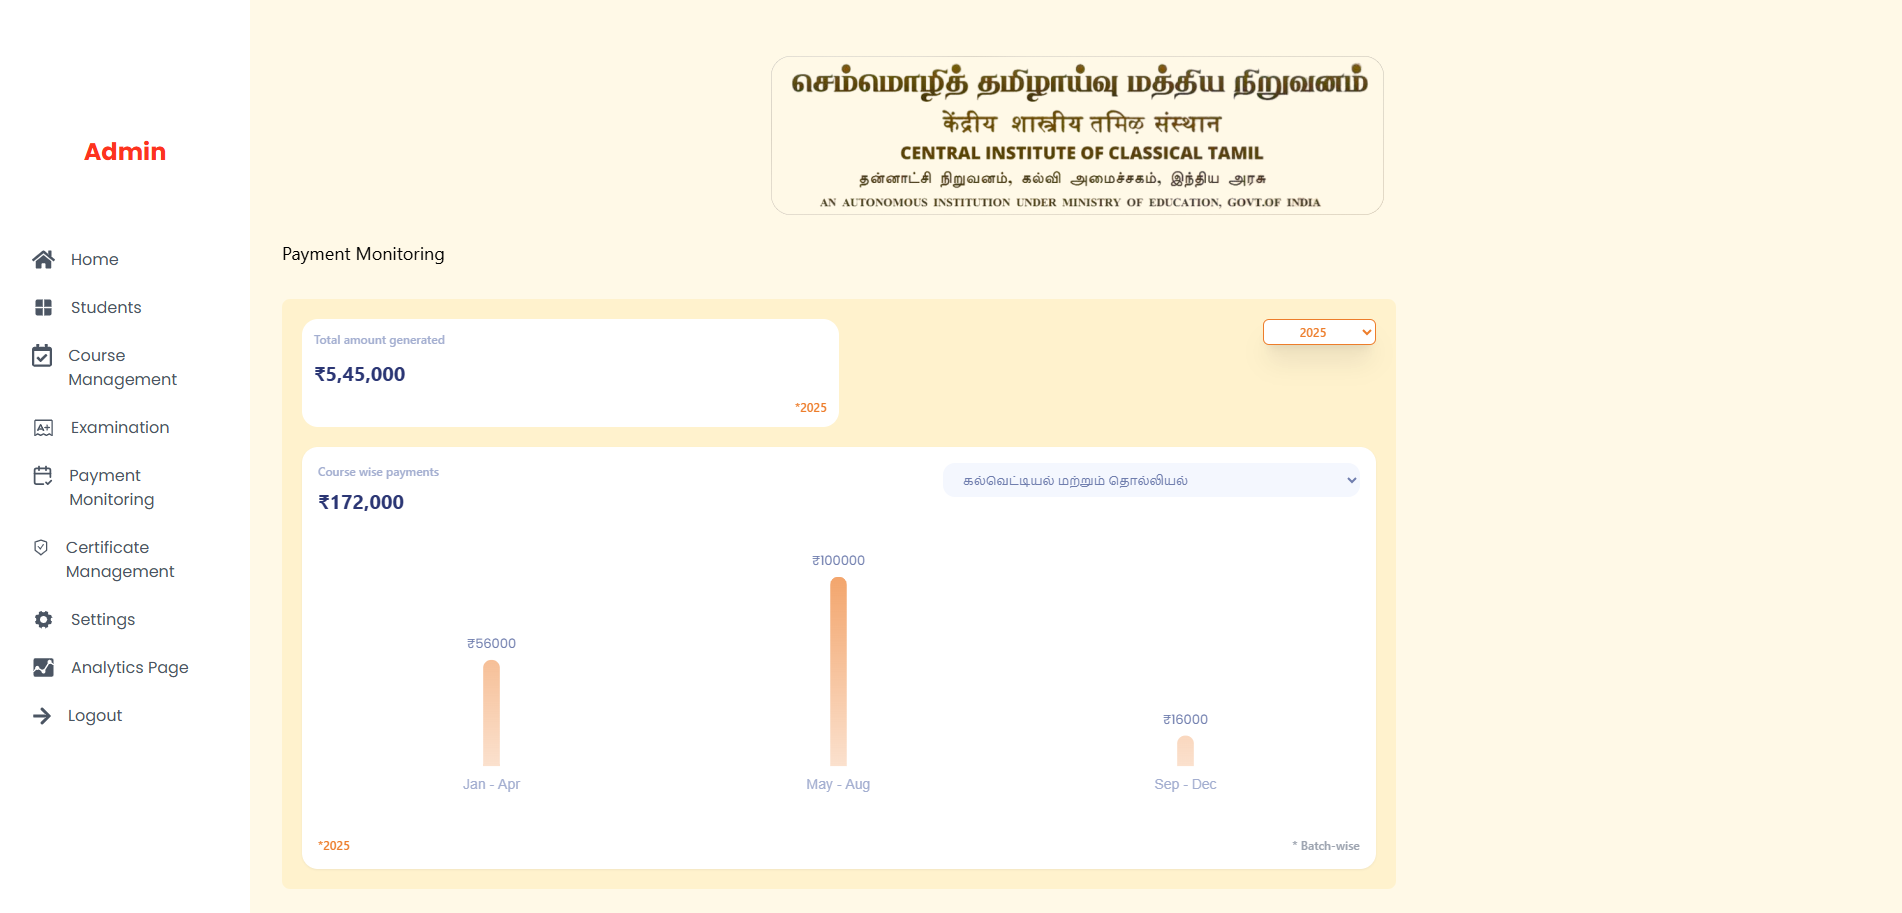 செம்மொழித் தமிழாய்வு மத்திய நிறுவனம்
केंद्रीय शास्त्रीय तमिऴ संस्थान
CENTRAL INSTITUTE OF CLASSICAL TAMIL
தன்னாட்சி நிறுவனம், கல்வி அமைச்சகம், இந்திய அரசு
AN AUTONOMOUS INSTITUTION UNDER MINISTRY OF EDUCATION, GOVT.OF INDIA
Admin
Home
Students
Course
Management
Examination
Payment
Monitoring
Certificate
Management
Settings
Analytics Page
Logout
Payment Monitoring
Total amount generated
₹5,45,000
*2025
2025
Course wise payments
₹172,000
கல்வெட்டியல் மற்றும் தொல்லியல்
₹56000
₹100000
₹16000
Jan - Apr
May - Aug
Sep - Dec
*2025
* Batch-wise